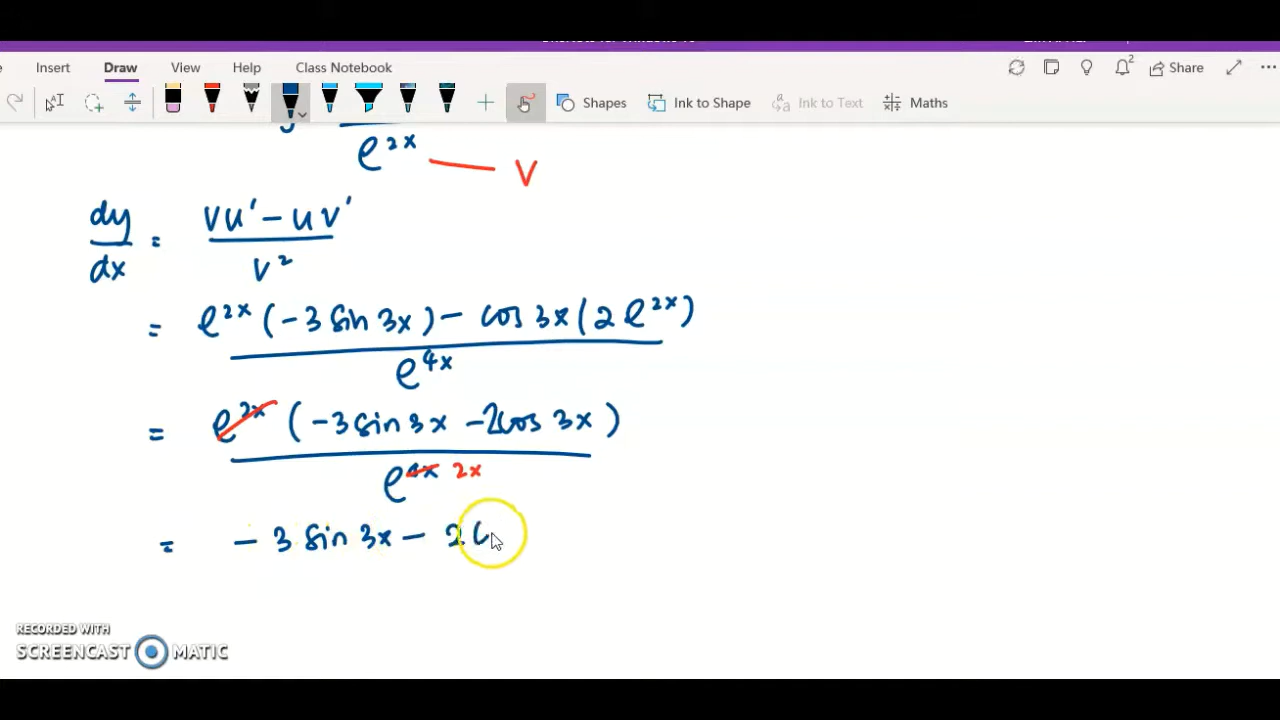 Insert Draw View Help Class Notebook 2 Share
Shapes Ink to Shape Ink to Text Maths
e^2x — V
dy/dx = (vu' - uv')/v^2
= (e^2x (-3 sin 3x) - cos 3x (2 e^2x))/e^4x
= (e^2x (-3 sin 3x - 2cos 3x))/e^4x 2x
= - 3 sin 3x - 2 c
RECORDED WITH
SCREENCAST MATIC